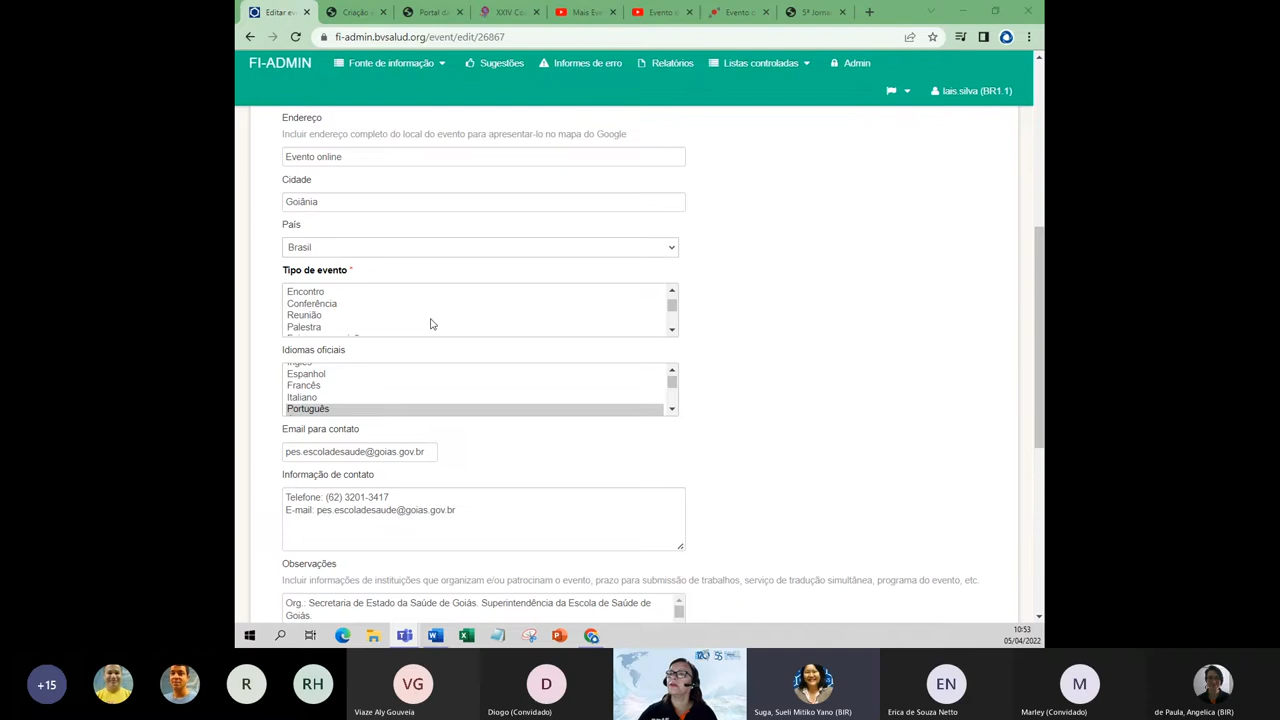 Editar ev
Criação
Portal da
XXIV Co
Mais Eve
Evento o
Evento o
5ª Jorna
fi-admin.bvsalud.org/event/edit/26867
FI-ADMIN
Fonte de informação
Sugestões
Informes de erro
Relatórios
Listas controladas
Admin
lais.silva (BR1.1)
Endereço
Incluir endereço completo do local do evento para apresentar-lo no mapa do Google
Evento online
Cidade
Goiânia
País
Brasil
Tipo de evento *
Encontro
Conferência
Reunião
Palestra
Idiomas oficiais
Inglês
Espanhol
Francês
Italiano
Português
Email para contato
pes.escoladesaude@goias.gov.br
Informação de contato
Telefone: (62) 3201-3417
E-mail: pes.escoladesaude@goias.gov.br
Observações
Incluir informações de instituições que organizam e/ou patrocinam o evento, prazo para submissão de trabalhos, serviço de tradução simultânea, programa do evento, etc.
Org.: Secretaria de Estado da Saúde de Goiás. Superintendência da Escola de Saúde de
Goiás.
10:53
05/04/2022
+15
R
RH
VG
Viaze Aly Gouveia
D
Diogo (Convidado)
Suga, Sueli Mitiko Yano (BIR)
EN
Erica de Souza Netto
M
Marley (Convidado)
de Paula, Angelica (BIR)